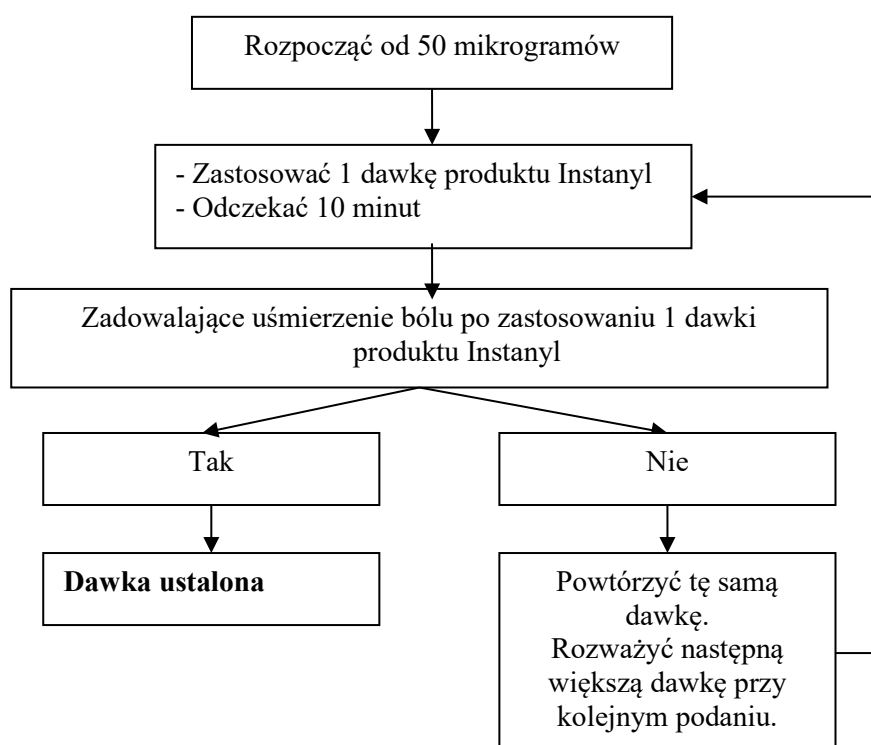 Rozpocząć od 50 mikrogramów
- Zastosować 1 dawkę produktu Instanyl
- Odczekać 10 minut
Zadowalające uśmierzenie bólu po zastosowaniu 1 dawki
produktu Instanyl
Tak
Nie
Dawka ustalona
Powtórzyć tę samą
dawkę.
Rozważyć następną
większą dawkę przy
kolejnym podaniu.